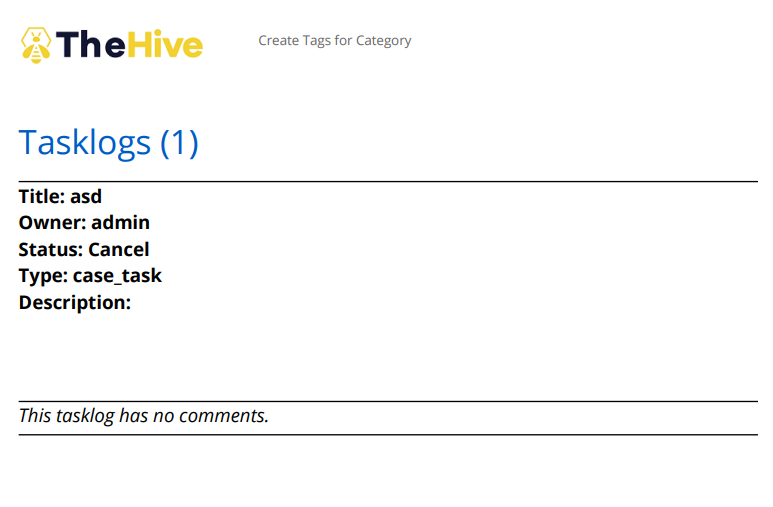 TheHive
Create Tags for Category
Tasklogs (1)
Title: asd
Owner: admin
Status: Cancel
Type: case_task
Description:
This tasklog has no comments.